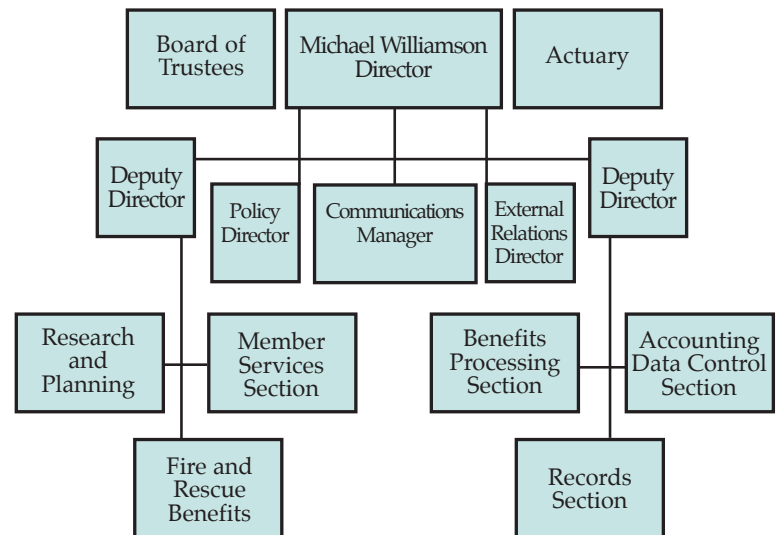 Board of
Trustees
Michael Williamson
Director
Actuary
Deputy
Director
Policy
Director
Communications
Manager
External
Relations
Director
Deputy
Director
Research
and
Planning
Member
Services
Section
Benefits
Processing
Section
Accounting
Data Control
Section
Fire and
Rescue
Benefits
Records
Section